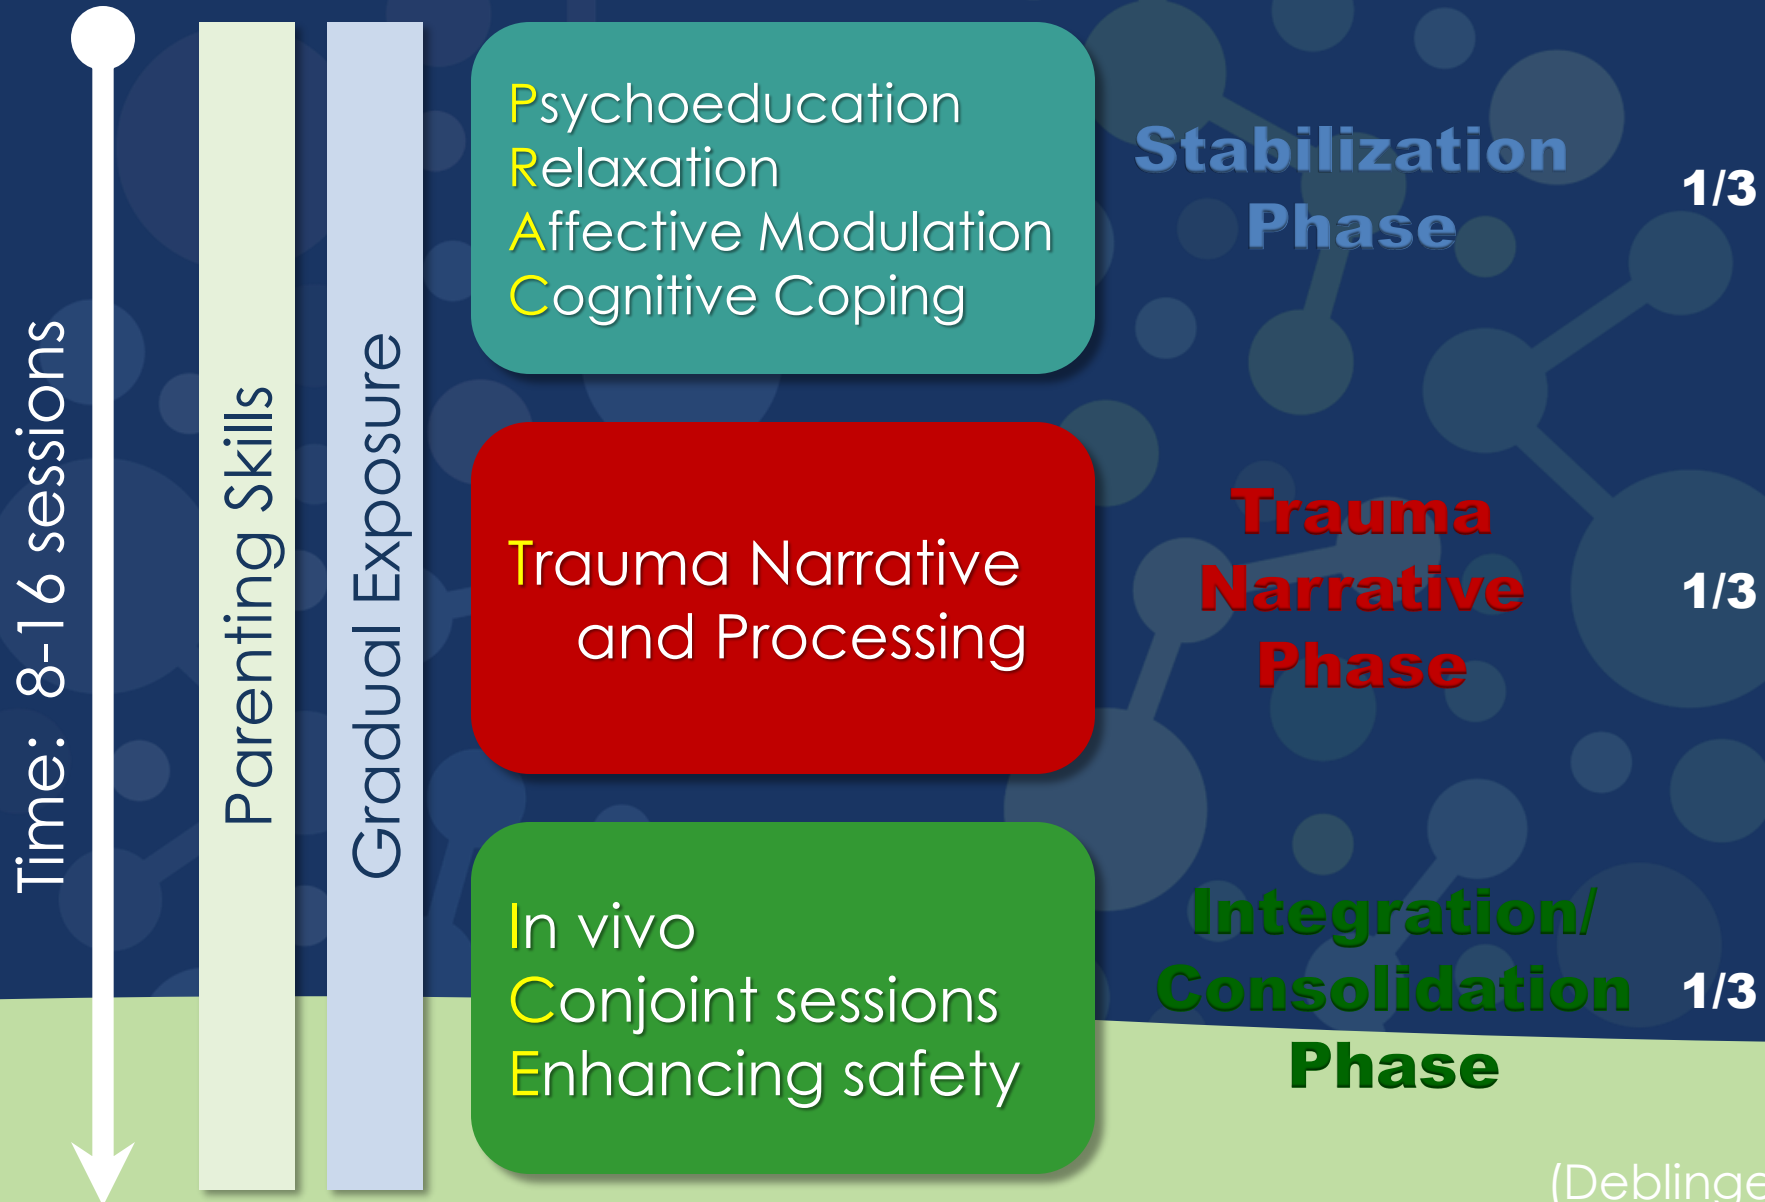 Time: 8-16 sessions
Parenting Skills
Gradual Exposure
Psychoeducation
Relaxation
Affective Modulation
Cognitive Coping
Stabilization
Phase
1/3
Trauma Narrative
and Processing
Trauma
Narrative
Phase
1/3
In vivo
Conjoint sessions
Enhancing safety
Integration/
Consolidation
Phase
1/3
(Deblinge